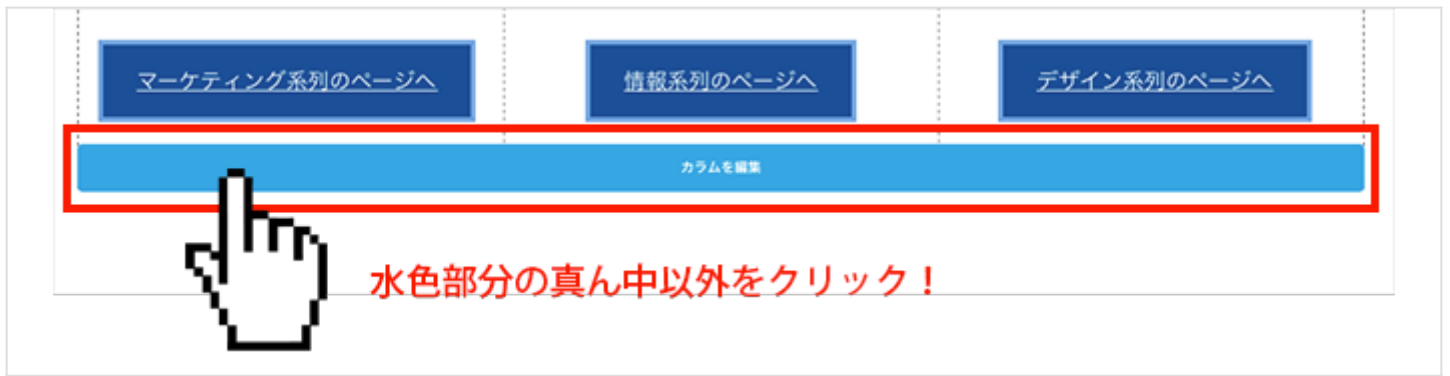 マーケティング系列のページへ
情報系列のページへ
デザイン系列のページへ
カラムを編集
水色部分の真ん中以外をクリック！